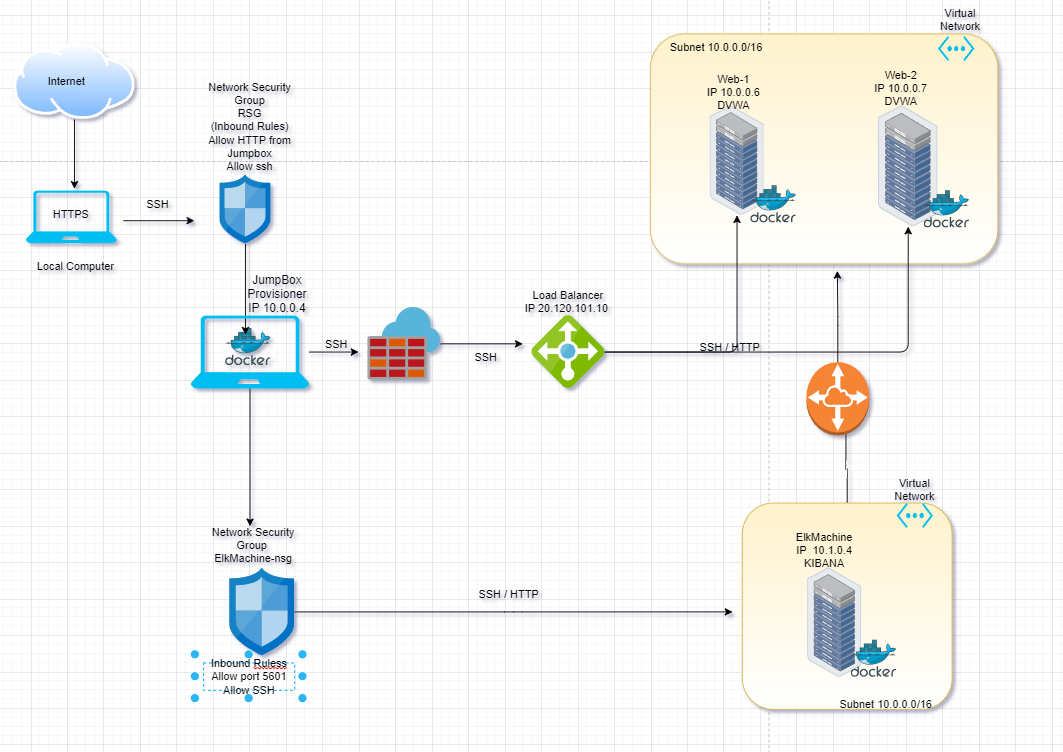 Virtual
Network
Subnet 10.0.0.0/16
Internet
Web-1
IP 10.0.0.6
DVWA
Web-2
IP 10.0.0.7
DVWA
docker
docker
Network Security
Group
RSG
(Inbound Rules)
Allow HTTP from
Jumpbox
Allow ssh
HTTPS
SSH
Local Computer
JumpBox
Provisioner
IP 10.0.0.4
docker
SSH
SSH
Load Balancer
IP 20.120.101.10
SSH / HTTP
Virtual
Network
Network Security
Group
ElkMachine-nsg
ElkMachine
IP 10.1.0.4
KIBANA
SSH / HTTP
docker
Inbound Ruless
Allow port 5601
Allow SSH
Subnet 10.0.0.0/16